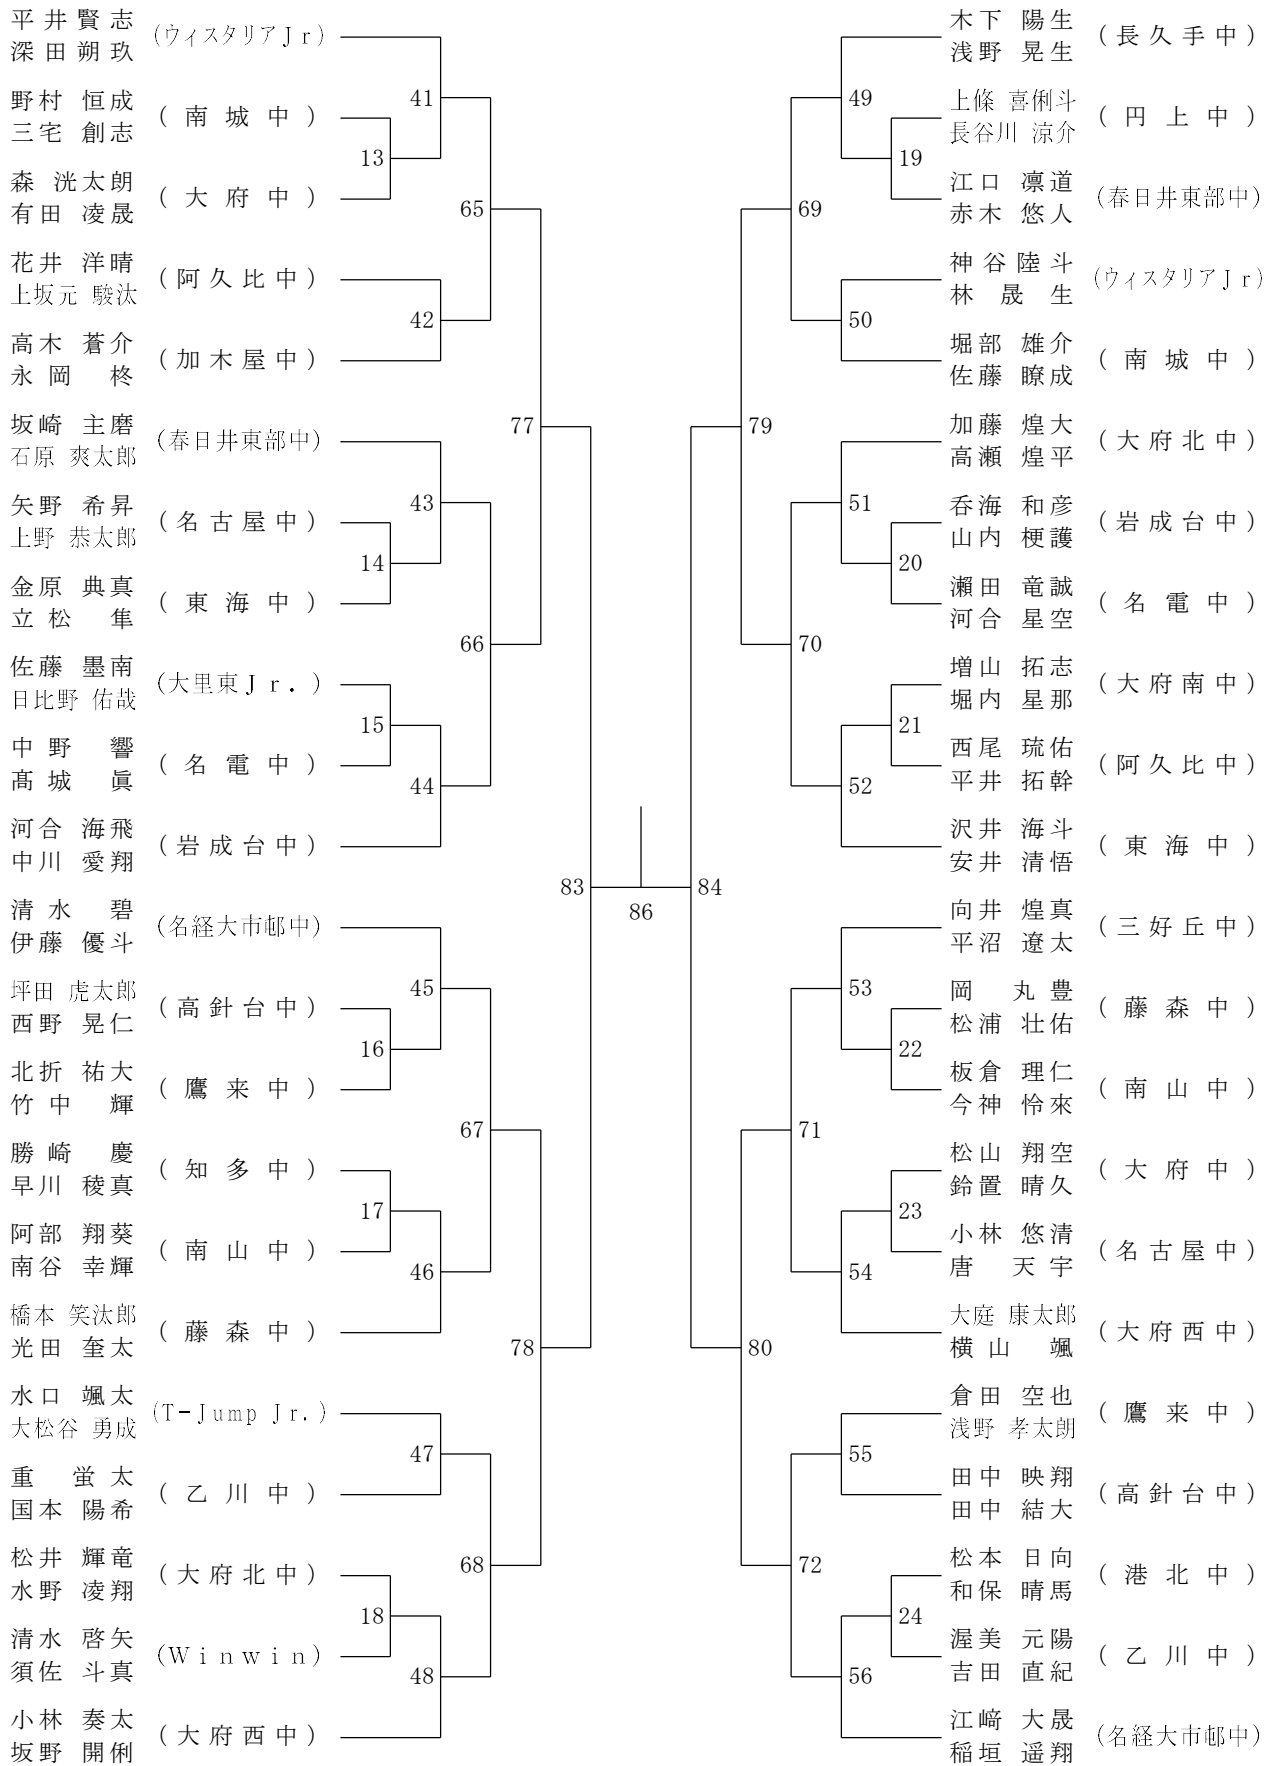 平井賢志
深田朔玖
(ウィスタリアJr)
野村 恒成
三宅 創志
(南城中)
森 洸太朗
有田 凌晟
(大府中)
花井 洋晴
上坂元 駿汰
(阿久比中)
高木 蒼介
永岡 柊
(加木屋中)
坂崎 主磨
石原 爽太郎
(春日井東部中)
矢野 希昇
上野 恭太郎
(名古屋中)
金原 典真
立松 隼
(東海中)
佐藤 墨南
日比野 佑哉
(大里東Jr.)
中野 響
髙城 眞
(名電中)
河合 海飛
中川 愛翔
(岩成台中)
清水 碧
伊藤 優斗
(名経大市邨中)
坪田 虎太郎
西野 晃仁
(高針台中)
北折 祐大
竹中 輝
(鷹来中)
勝崎 慶
早川 稜真
(知多中)
阿部 翔葵
南谷 幸輝
(南山中)
橋本 笑汰郎
光田 奎太
(藤森中)
水口 颯太
大松谷 勇成
(T-Jump Jr.)
重 蛍太
国本 陽希
(乙川中)
松井 輝竜
水野 凌翔
(大府北中)
清水 啓矢
須佐 斗真
(Winwin)
小林 奏太
坂野 開俐
(大府西中)
41
13
65
42
77
43
14
66
15
44
83
45
16
67
17
46
78
47
68
18
48
86
84
49
19
69
50
79
51
20
70
21
52
53
22
71
23
54
80
55
72
24
56
木下 陽生
浅野 晃生
(長久手中)
上條 喜俐斗
長谷川 涼介
(円上中)
江口 凛道
赤木 悠人
(春日井東部中)
神谷陸斗
林 晟生
(ウィスタリアJr)
堀部 雄介
佐藤 瞭成
(南城中)
加藤 煌大
高瀬 煌平
(大府北中)
呑海 和彦
山内 梗護
(岩成台中)
瀬田 竜誠
河合 星空
(名電中)
増山 拓志
堀内 星那
(大府南中)
西尾 琉佑
平井 拓幹
(阿久比中)
沢井 海斗
安井 清悟
(東海中)
向井 煌真
平沼 遼太
(三好丘中)
岡 丸豊
松浦 壮佑
(藤森中)
板倉 理仁
今神 怜來
(南山中)
松山 翔空
鈴置 晴久
(大府中)
小林 悠清
唐 天宇
(名古屋中)
大庭 康太郎
横山 颯
(大府西中)
倉田 空也
浅野 孝太朗
(鷹来中)
田中 映翔
田中 結大
(高針台中)
松本 日向
和保 晴馬
(港北中)
渥美 元陽
吉田 直紀
(乙川中)
江﨑 大晟
稲垣 遥翔
(名経大市邨中)